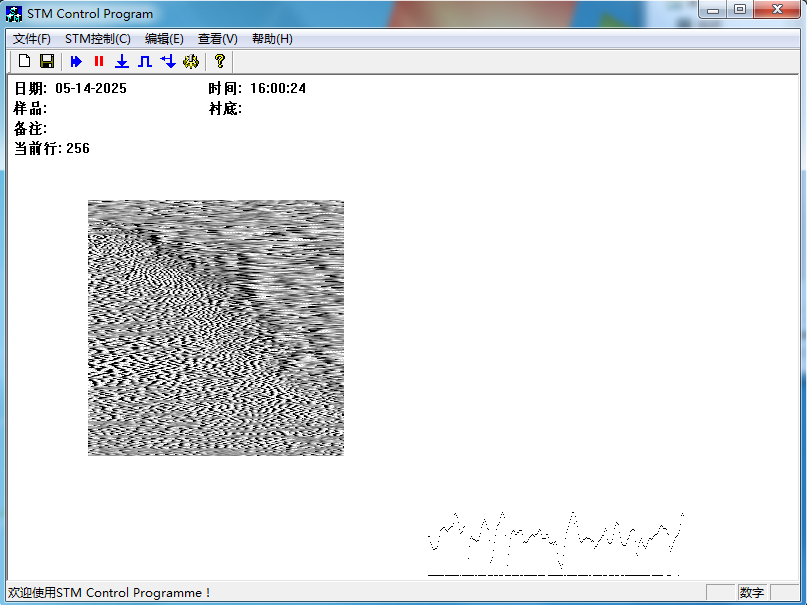 STM Control Program
文件(F) STM控制(C) 编辑(E) 查看(V) 帮助(H)
日期: 05-14-2025 时间: 16:00:24
样品: 衬底:
备注:
当前行: 256
欢迎使用STM Control Programme ! 数字